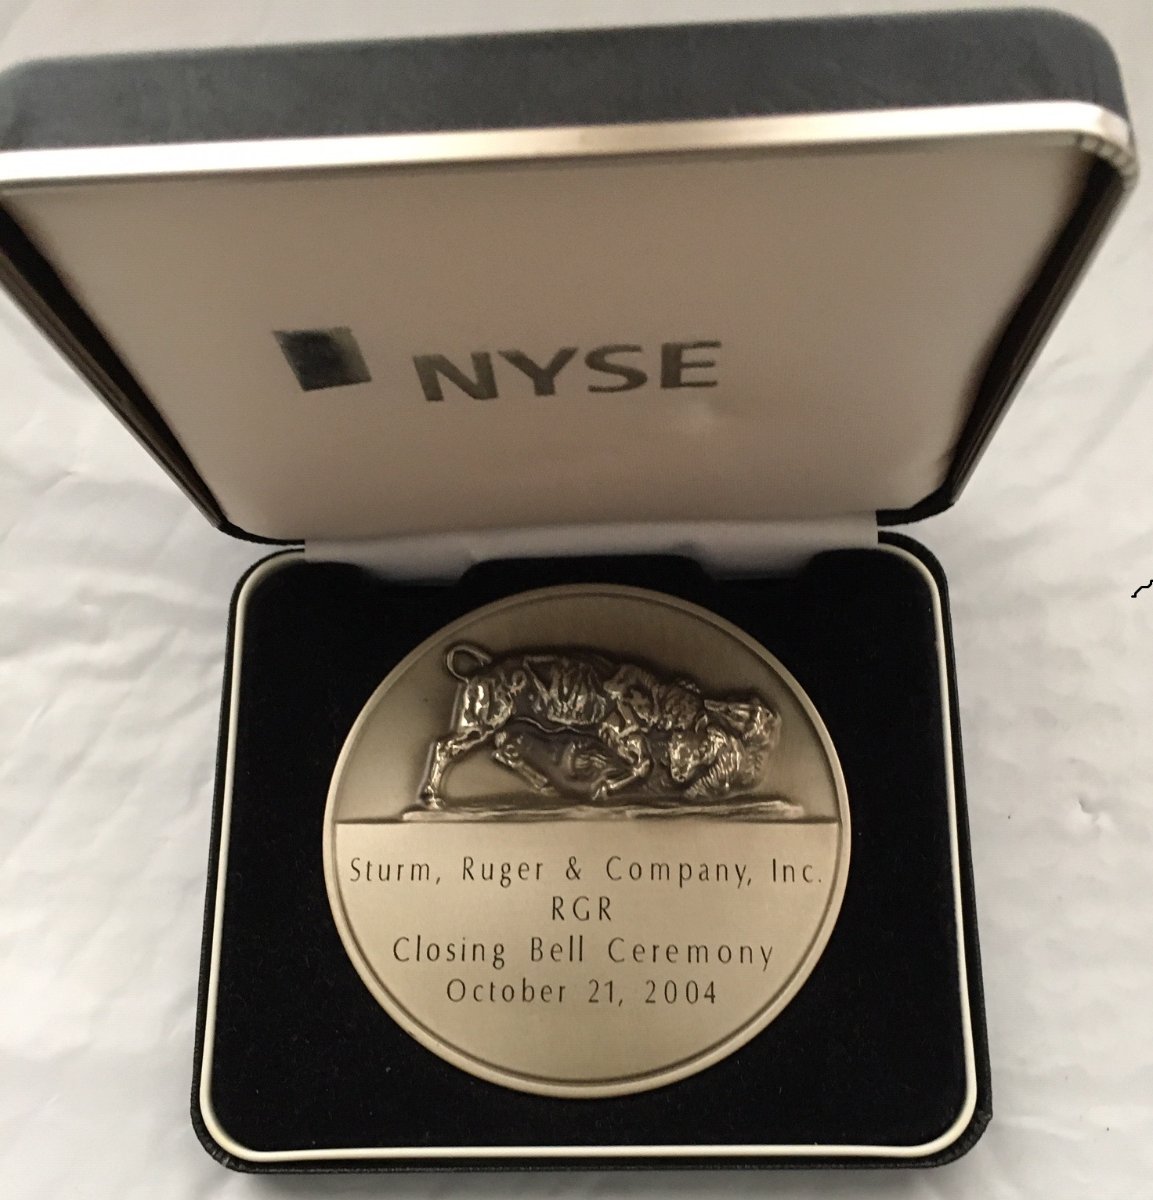 NYSE
Sturm, Ruger & Company, Inc.
RGR
Closing Bell Ceremony
October 21, 2004